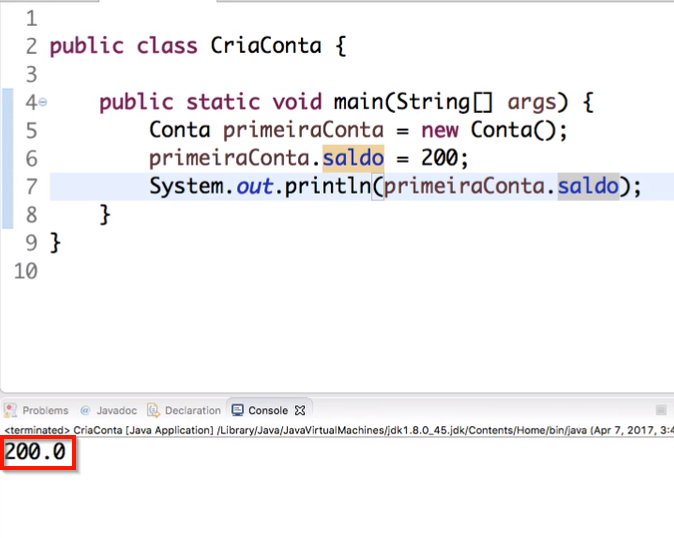 1
2 public class CriaConta {
3
4 public static void main(String[] args) {
5 Conta primeiraConta = new Conta();
6 primeiraConta.saldo = 200;
7 System.out.println(primeiraConta.saldo);
8 }
9 }
10
Problems @ Javadoc Declaration Console
<terminated> CriaConta [Java Application] /Library/Java/JavaVirtualMachines/jdk1.8.0_45.jdk/Contents/Home/bin/java (Apr 7, 2017, 3:4
200.0